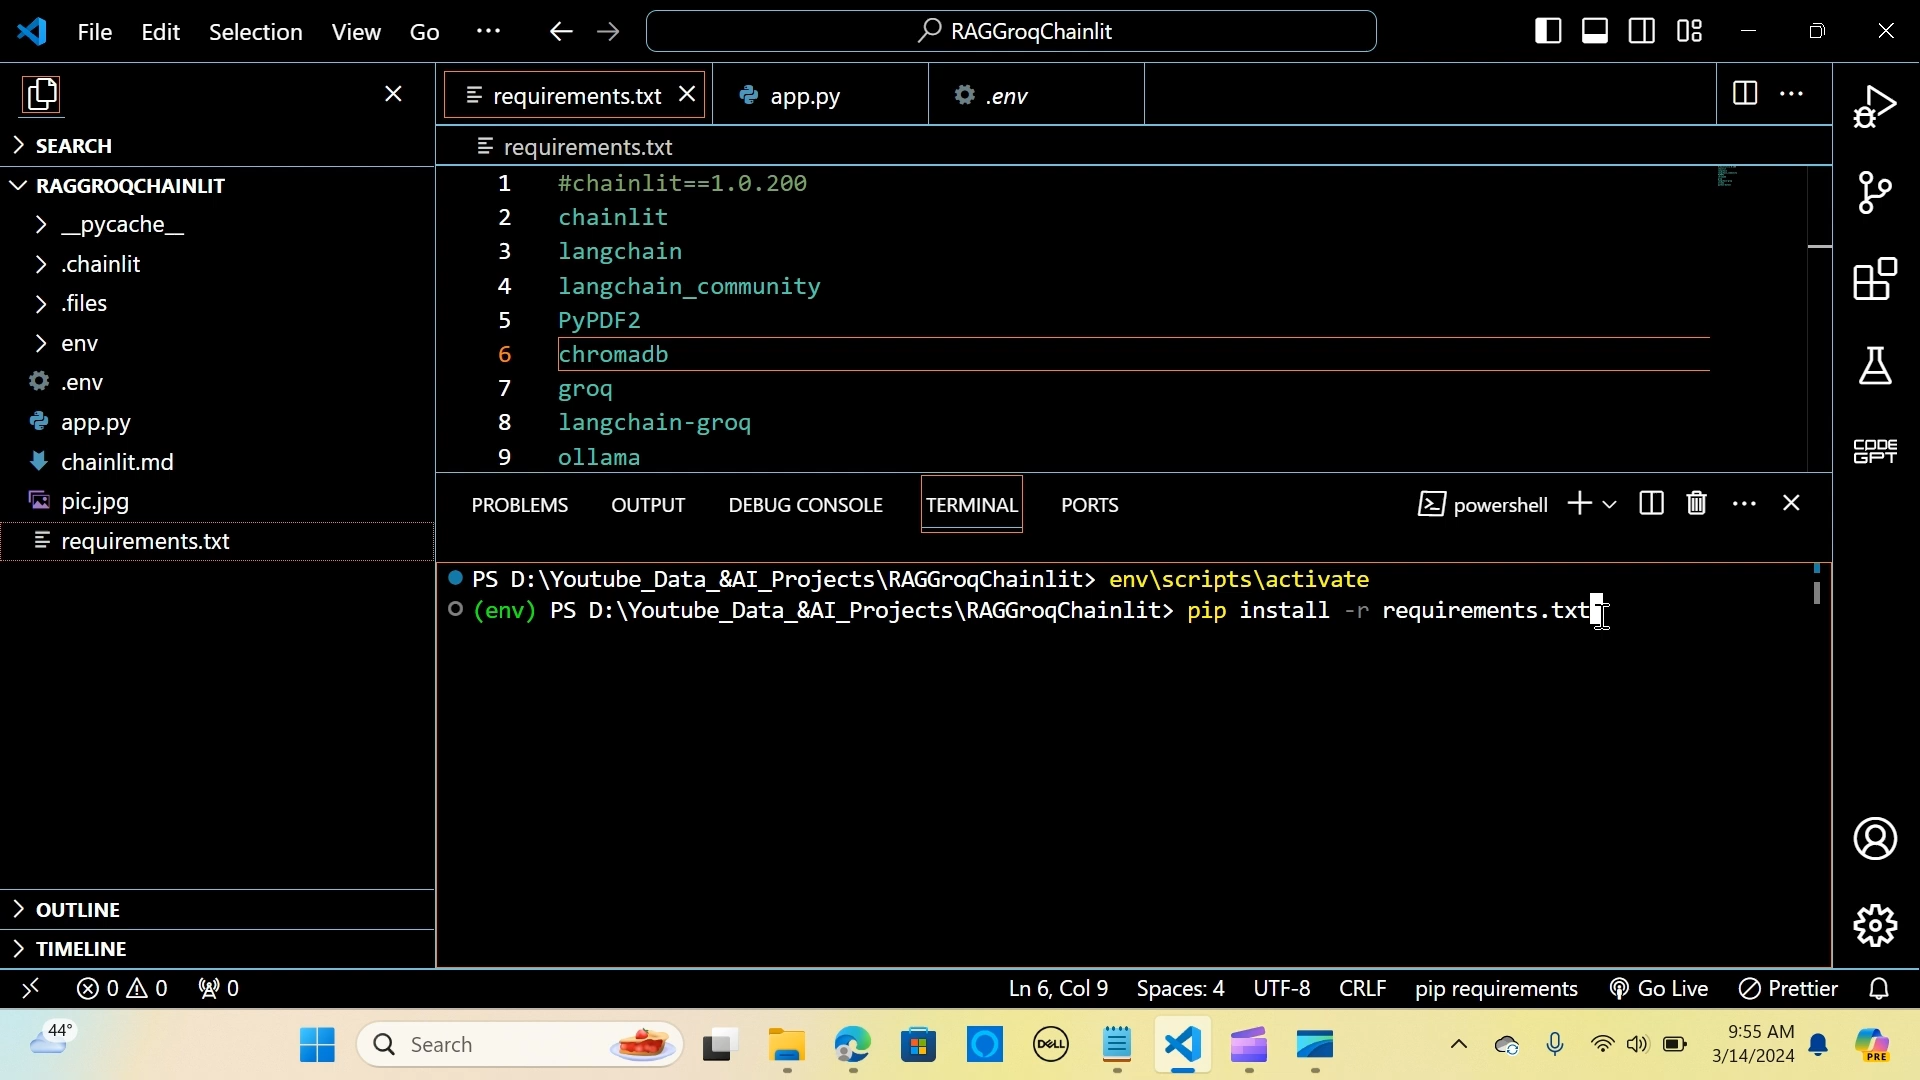 File Edit Selection View Go ··· RAGGroqChainlit
requirements.txt app.py .env
SEARCH
requirements.txt
RAGGROQCHAINLIT
__pycache__
.chainlit
.files
env
.env
app.py
chainlit.md
pic.jpg
requirements.txt
OUTLINE
TIMELINE
1 #chainlit==1.0.200
2 chainlit
3 langchain
4 langchain_community
5 PyPDF2
6 chromadb
7 groq
8 langchain-groq
9 ollama
CODE
GPT
PROBLEMS OUTPUT DEBUG CONSOLE TERMINAL PORTS powershell
PS D:\Youtube_Data_&AI_Projects\RAGGroqChainlit> env\scripts\activate
(env) PS D:\Youtube_Data_&AI_Projects\RAGGroqChainlit> pip install -r requirements.txt
0 0 0 Ln 6, Col 9 Spaces: 4 UTF-8 CRLF pip requirements Go Live Prettier
44° Search DELL 9:55 AM
3/14/2024 PRE